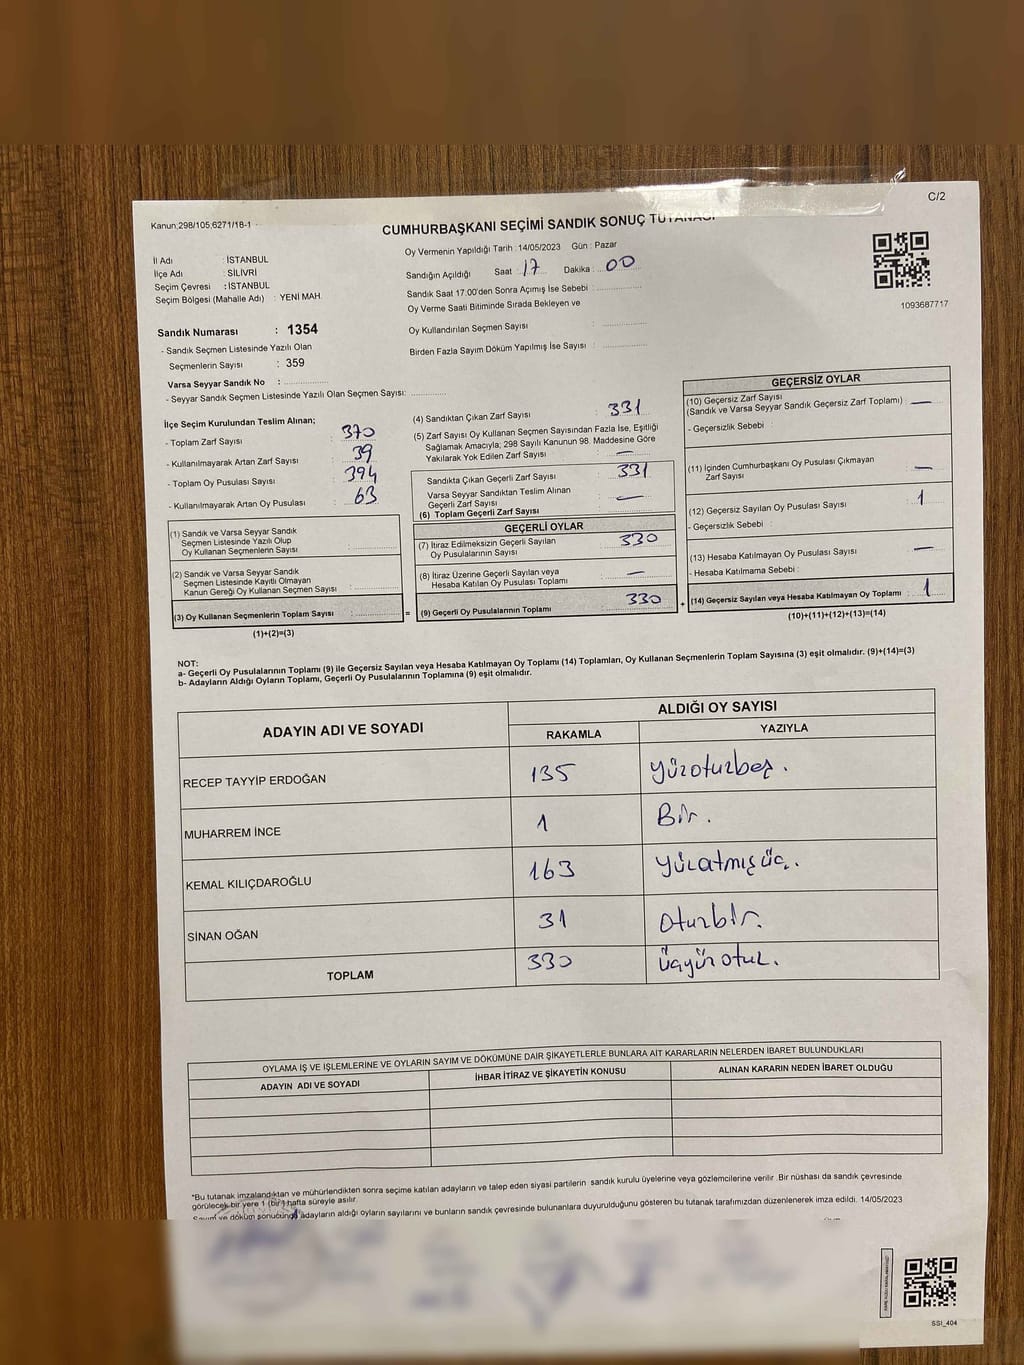 C/2
Kanun;298/105;6271/18-1
CUMHURBAŞKANI SEÇİMİ SANDIK SONUÇ TUTANAĞI
İl Adı : İSTANBUL
İlçe Adı : SİLİVRİ
Seçim Çevresi : İSTANBUL
Seçim Bölgesi (Mahalle Adı) : YENİ MAH.
Oy Vermenin Yapıldığı Tarih : 14/05/2023 Gün : Pazar
Sandığın Açıldığı Saat 17 Dakika : 00
Sandık Saat 17:00'den Sonra Açımış İse Sebebi :
Oy Verme Saati Bitiminde Sırada Bekleyen ve
Oy Kullandırılan Seçmen Sayısı :
Birden Fazla Sayım Döküm Yapılmış İse Sayısı :
1093687717
Sandık Numarası : 1354
- Sandık Seçmen Listesinde Yazılı Olan
Seçmenlerin Sayısı : 359
Varsa Seyyar Sandık No :
- Seyyar Sandık Seçmen Listesinde Yazılı Olan Seçmen Sayısı:
İlçe Seçim Kurulundan Teslim Alınan;
- Toplam Zarf Sayısı : 370
- Kullanılmayarak Artan Zarf Sayısı : 39
- Toplam Oy Pusulası Sayısı : 394
- Kullanılmayarak Artan Oy Pusulası : 63
(1) Sandık ve Varsa Seyyar Sandık
Seçmen Listesinde Yazılı Olup
Oy Kullanan Seçmenlerin Sayısı :
(2) Sandık ve Varsa Seyyar Sandık
Seçmen Listesinde Kayıtlı Olmayan
Kanun Gereği Oy Kullanan Seçmen Sayısı :
(3) Oy Kullanan Seçmenlerin Toplam Sayısı : =
(1)+(2)=(3)
(4) Sandıktan Çıkan Zarf Sayısı : 331
(5) Zarf Sayısı Oy Kullanan Seçmen Sayısından Fazla İse, Eşitliği
Sağlamak Amacıyla; 298 Sayılı Kanunun 98. Maddesine Göre
Yakılarak Yok Edilen Zarf Sayısı : —
Sandıkta Çıkan Geçerli Zarf Sayısı : 331
Varsa Seyyar Sandıktan Teslim Alınan
Geçerli Zarf Sayısı : —
(6) Toplam Geçerli Zarf Sayısı :
GEÇERLİ OYLAR
(7) İtiraz Edilmeksizin Geçerli Sayılan
Oy Pusulalarının Sayısı : 330
(8) İtiraz Üzerine Geçerli Sayılan veya
Hesaba Katılan Oy Pusulası Toplamı : —
(9) Geçerli Oy Pusulalarının Toplamı : 330 +
GEÇERSİZ OYLAR
(10) Geçersiz Zarf Sayısı
(Sandık ve Varsa Seyyar Sandık Geçersiz Zarf Toplamı) : —
- Geçersizlik Sebebi :
(11) İçinden Cumhurbaşkanı Oy Pusulası Çıkmayan
Zarf Sayısı : —
(12) Geçersiz Sayılan Oy Pusulası Sayısı : 1
- Geçersizlik Sebebi :
(13) Hesaba Katılmayan Oy Pusulası Sayısı : —
- Hesaba Katılmama Sebebi :
(14) Geçersiz Sayılan veya Hesaba Katılmayan Oy Toplamı : 1
(10)+(11)+(12)+(13)=(14)
NOT:
a- Geçerli Oy Pusulalarının Toplamı (9) ile Geçersiz Sayılan veya Hesaba Katılmayan Oy Toplamı (14) Toplamları, Oy Kullanan Seçmenlerin Toplam Sayısına (3) eşit olmalıdır. (9)+(14)=(3)
b- Adayların Aldığı Oyların Toplamı, Geçerli Oy Pusulalarının Toplamına (9) eşit olmalıdır.
ADAYIN ADI VE SOYADI ALDIĞI OY SAYISI
RAKAMLA YAZIYLA
RECEP TAYYİP ERDOĞAN 135 Yüzoturbeş.
MUHARREM İNCE 1 Bir.
KEMAL KILIÇDAROĞLU 163 Yüzatmışüç.
SİNAN OĞAN 31 Oturbir.
TOPLAM 330 üçyüzotuz.
OYLAMA İŞ VE İŞLEMLERİNE VE OYLARIN SAYIM VE DÖKÜMÜNE DAİR ŞİKAYETLERLE BUNLARA AİT KARARLARIN NELERDEN İBARET BULUNDUKLARI
ADAYIN ADI VE SOYADI İHBAR İTİRAZ VE ŞİKAYETİN KONUSU ALINAN KARARIN NEDEN İBARET OLDUĞU
*Bu tutanak imzalandıktan ve mühürlendikten sonra seçime katılan adayların ve talep eden siyasi partilerin sandık kurulu üyelerine veya gözlemcilerine verilir. Bir nüshası da sandık çevresinde
görülecek bir yere 1 (bir) hafta süreyle asılır.
Sayım ve döküm sonucunda adayların aldığı oyların sayılarını ve bunların sandık çevresinde bulunanlara duyurulduğunu gösteren bu tutanak tarafımızdan düzenlenerek imza edildi. 14/05/2023
SSI_404